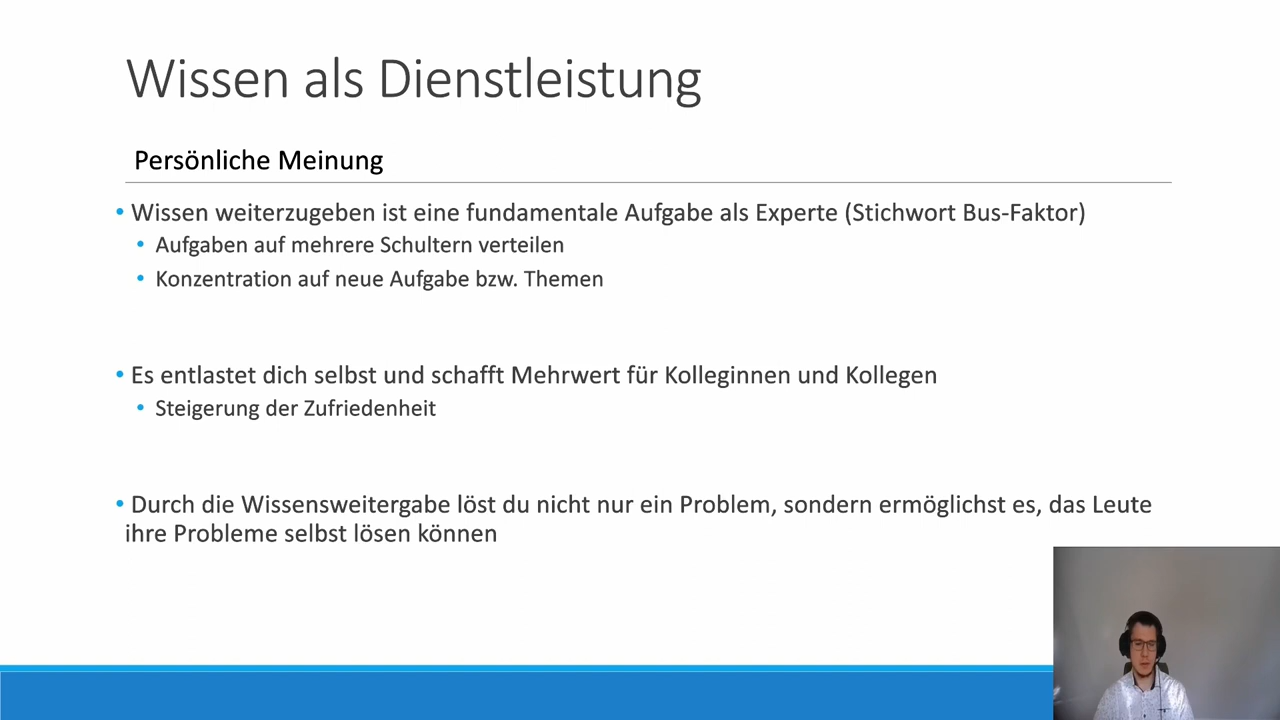 Wissen als Dienstleistung
Persönliche Meinung
• Wissen weiterzugeben ist eine fundamentale Aufgabe als Experte (Stichwort Bus-Faktor)
• Aufgaben auf mehrere Schultern verteilen
• Konzentration auf neue Aufgabe bzw. Themen
• Es entlastet dich selbst und schafft Mehrwert für Kolleginnen und Kollegen
• Steigerung der Zufriedenheit
• Durch die Wissensweitergabe löst du nicht nur ein Problem, sondern ermöglichst es, das Leute
ihre Probleme selbst lösen können